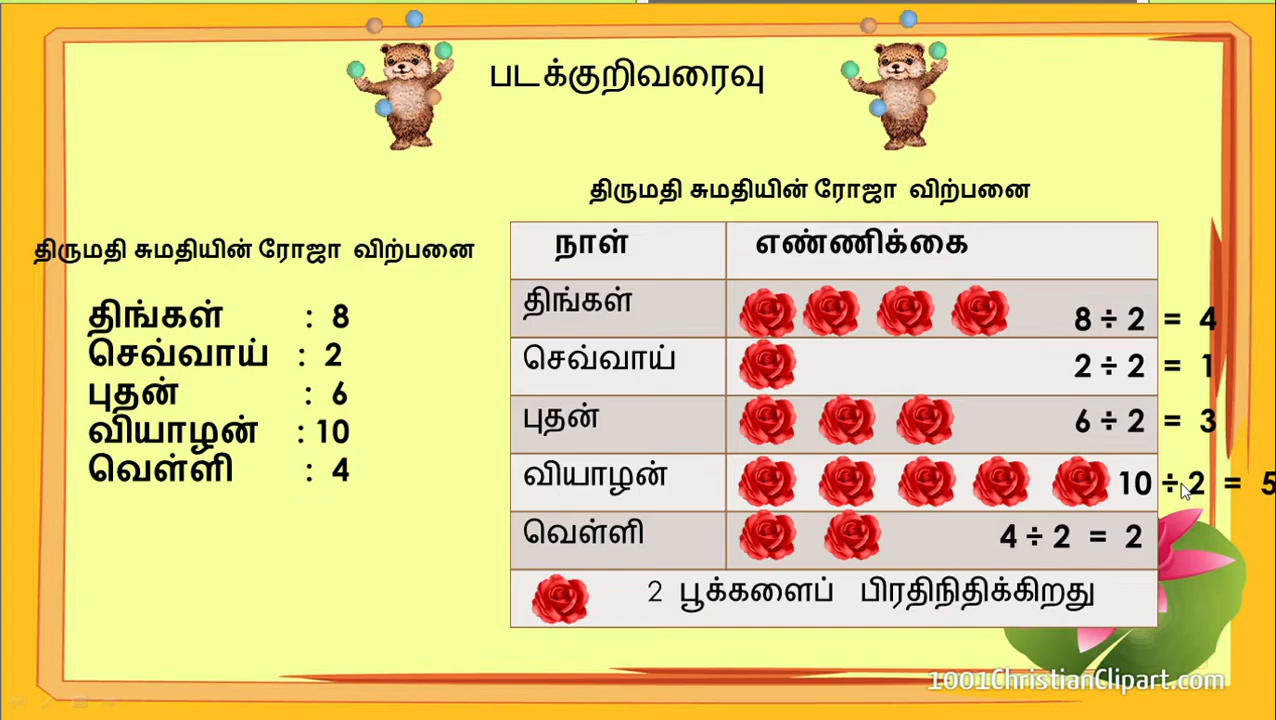 படக்குறிவரைவு
திருமதி சுமதியின் ரோஜா விற்பனை
திங்கள் : 8
செவ்வாய் : 2
புதன் : 6
வியாழன் : 10
வெள்ளி : 4
திருமதி சுமதியின் ரோஜா விற்பனை
நாள் எண்ணிக்கை
திங்கள் 8 ÷ 2 = 4
செவ்வாய் 2 ÷ 2 = 1
புதன் 6 ÷ 2 = 3
வியாழன் 10 ÷ 2 = 5
வெள்ளி 4 ÷ 2 = 2
2 பூக்களைப் பிரதிநிதிக்கிறது
1001ChristianClipart.com